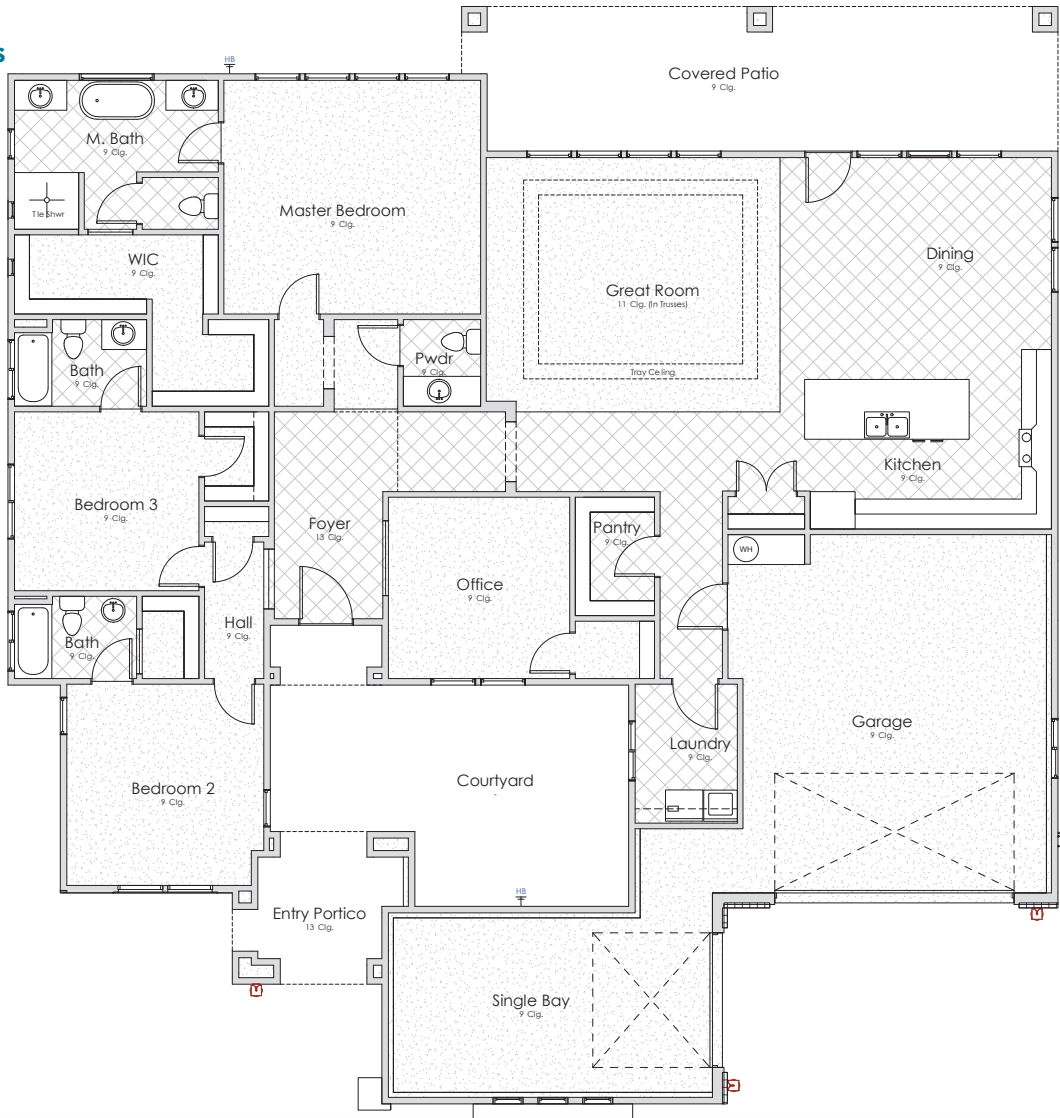 s
HB
Covered Patio
9 Clg.
M. Bath
9 Clg.
Tile Shwr
Master Bedroom
9 Clg.
WIC
9 Clg.
Great Room
11 Clg. (In Trusses)
Tray Ceiling
Dining
9 Clg.
Bath
9 Clg.
Pwdr
9 Clg.
Kitchen
9 Clg.
Bedroom 3
9 Clg.
Foyer
13 Clg.
Pantry
9 Clg.
WH
Office
9 Clg.
Hall
9 Clg.
Bath
9 Clg.
Garage
9 Clg.
Laundry
9 Clg.
Courtyard
-
Bedroom 2
9 Clg.
HB
Entry Portico
13 Clg.
Single Bay
9 Clg.